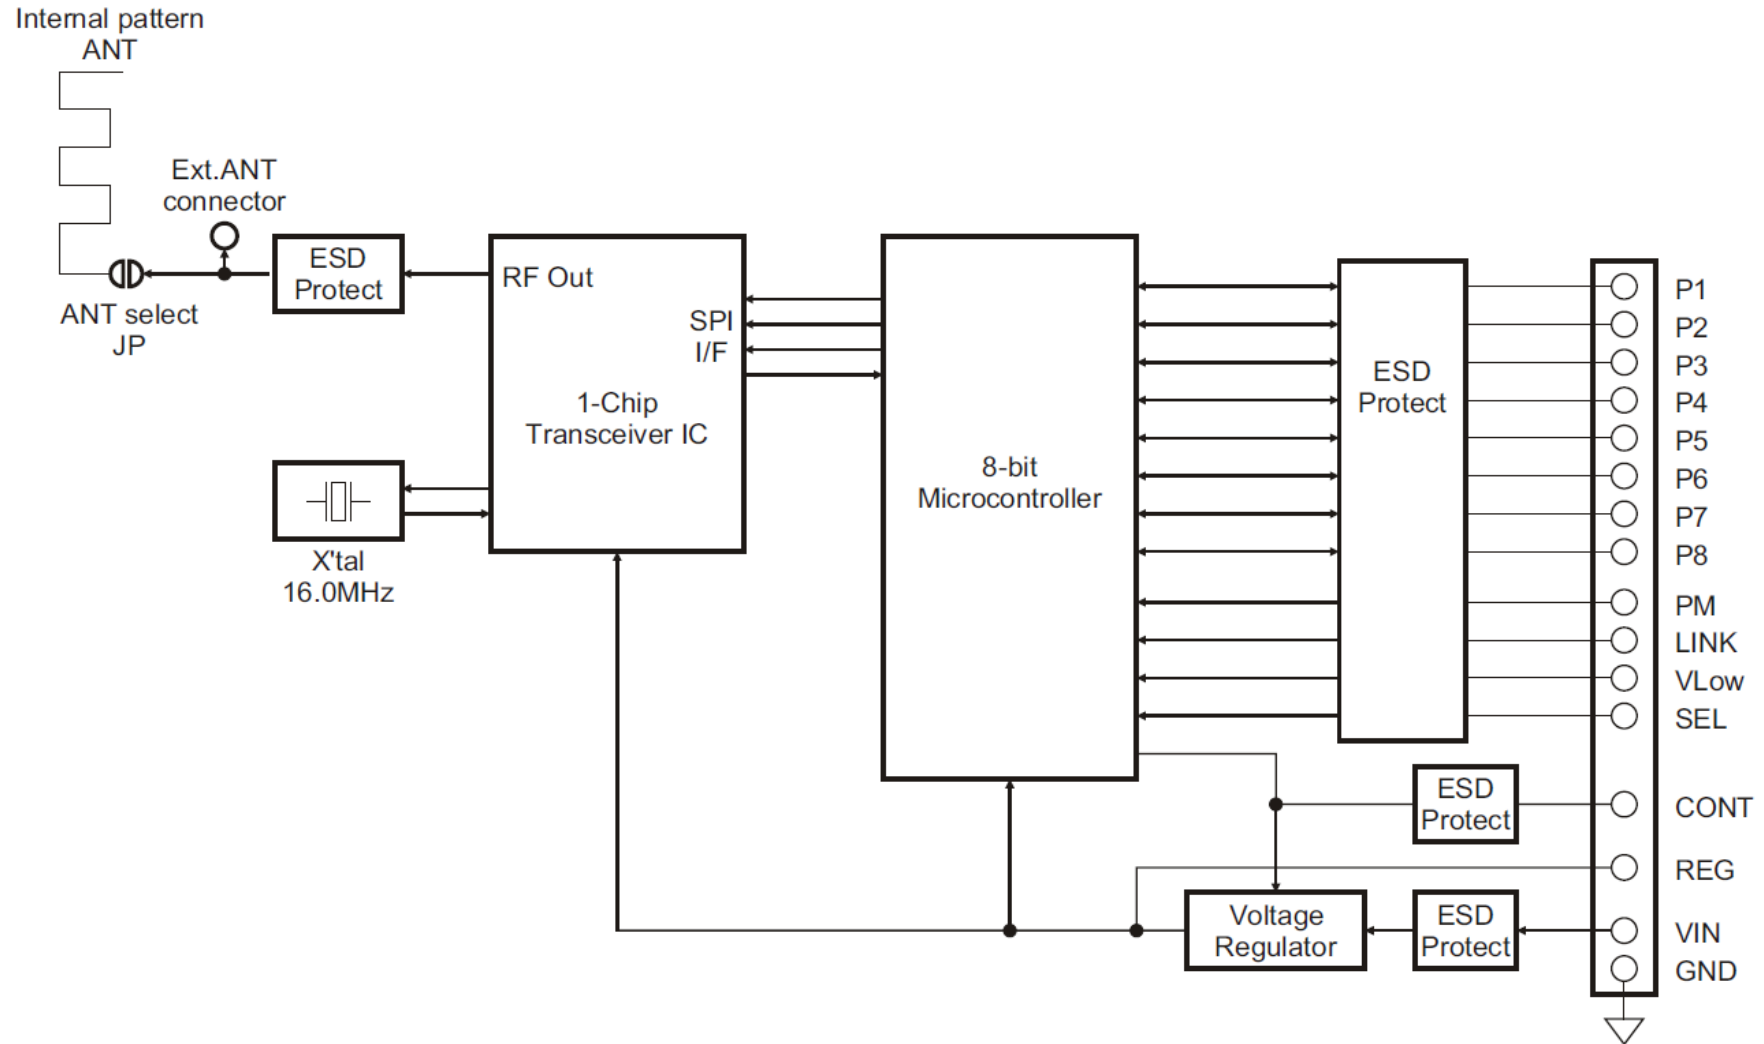 Internal pattern
ANT
Ext.ANT
connector
ANT select
JP
ESD
Protect
RF Out
SPI
I/F
1-Chip
Transceiver IC
X'tal
16.0MHz
8-bit
Microcontroller
ESD
Protect
P1
P2
P3
P4
P5
P6
P7
P8
PM
LINK
VLow
SEL
ESD
Protect
CONT
REG
Voltage
Regulator
ESD
Protect
VIN
GND